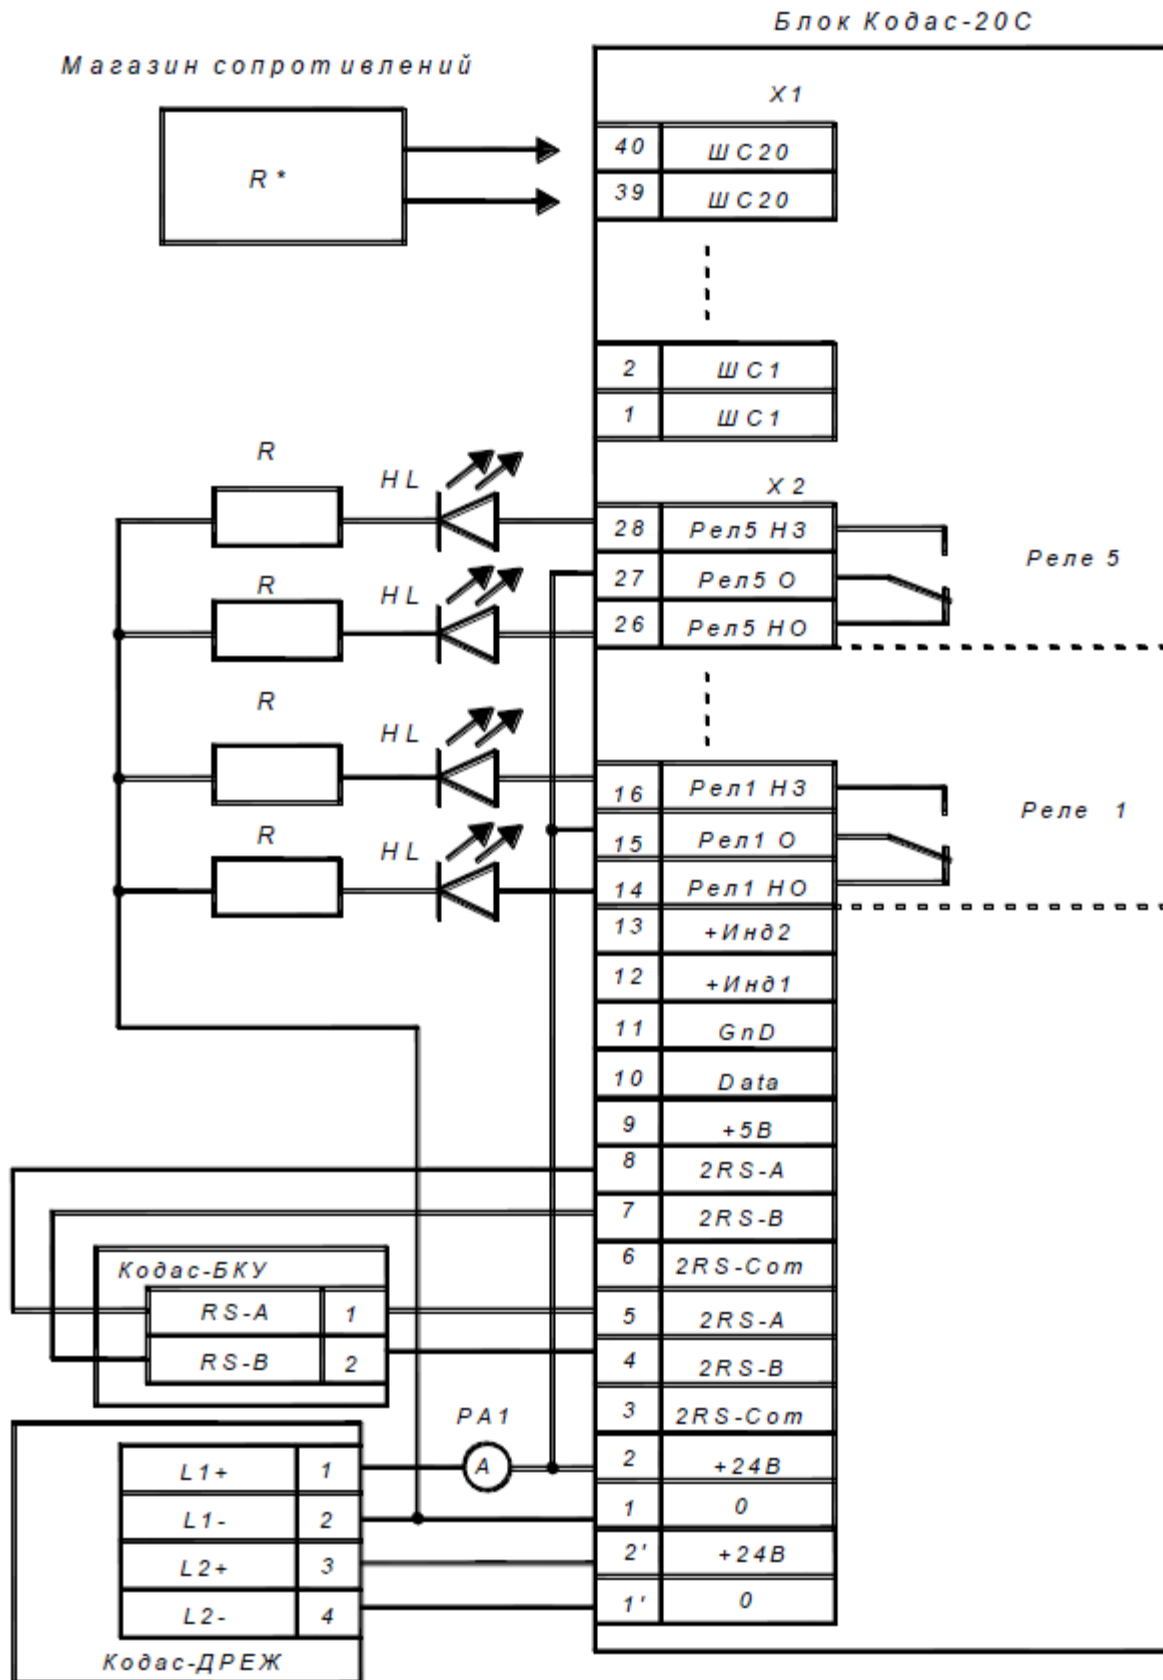 Блок Кодас-20С
Магазин сопротивлений
X1
R*
40 ШС20
39 ШС20
2 ШС1
1 ШС1
R
HL
X2
28 Рел5 НЗ
27 Рел5 О
26 Рел5 НО
Реле 5
R
HL
R
HL
16 Рел1 НЗ
15 Рел1 О
14 Рел1 НО
Реле 1
R
HL
13 +Инд2
12 +Инд1
11 GnD
10 Data
9 +5В
8 2RS-A
7 2RS-B
6 2RS-Com
Кодас-БКУ
RS-A 1
5 2RS-A
RS-B 2
4 2RS-B
3 2RS-Com
PA1
L1+ 1
A
2 +24В
L1- 2
1 0
L2+ 3
2' +24В
L2- 4
1' 0
Кодас-ДРЕЖ